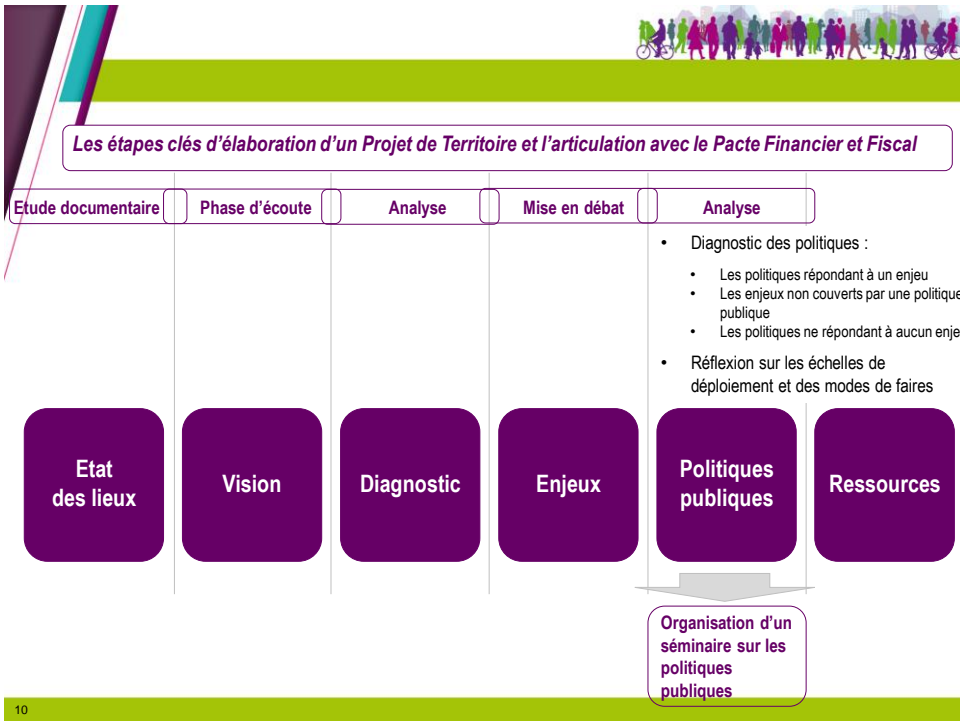 Les étapes clés d'élaboration d'un Projet de Territoire et l'articulation avec le Pacte Financier et Fiscal
Etude documentaire
Phase d'écoute
Analyse
Mise en débat
Analyse
• Diagnostic des politiques :
• Les politiques répondant à un enjeu
• Les enjeux non couverts par une politique
publique
• Les politiques ne répondant à aucun enje
• Réflexion sur les échelles de
déploiement et des modes de faires
Etat
des lieux
Vision
Diagnostic
Enjeux
Politiques
publiques
Ressources
Organisation d'un
séminaire sur les
politiques
publiques
10